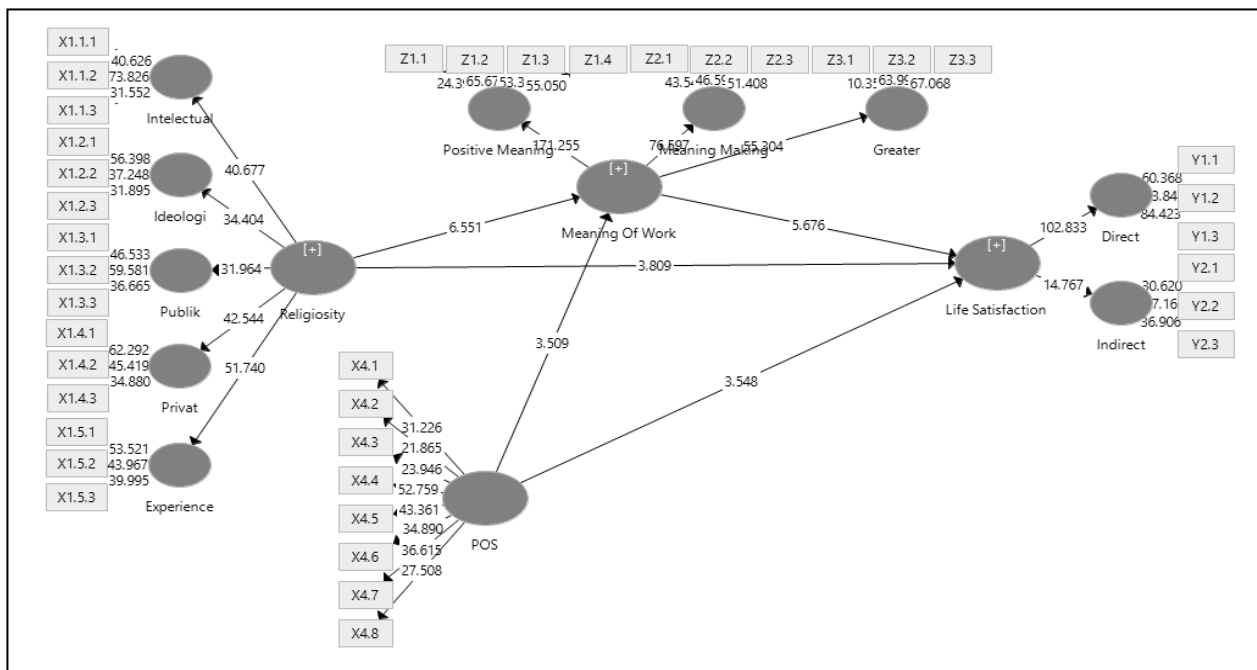 X1.1.1
X1.1.2
X1.1.3
X1.2.1
X1.2.2
X1.2.3
X1.3.1
X1.3.2
X1.3.3
X1.4.1
X1.4.2
X1.4.3
X1.5.1
X1.5.2
X1.5.3
40.626
73.826
31.552
Intelectual
56.398
37.248
31.895
Ideologi
46.533
59.581
36.665
Publik
62.292
45.419
34.880
Privat
53.521
43.967
39.995
Experience
40.677
34.404
31.964
42.544
51.740
[+]
Religiosity
Z1.1
Z1.2
Z1.3
Z1.4
Z2.1
Z2.2
Z2.3
Z3.1
Z3.2
Z3.3
55.050
51.408
67.068
Positive Meaning
Meaning Making
Greater
171.255
76.597
55.304
[+]
Meaning Of Work
6.551
5.676
3.809
3.509
3.548
X4.1
X4.2
X4.3
X4.4
X4.5
X4.6
X4.7
X4.8
31.226
21.865
23.946
52.759
43.361
34.890
36.615
27.508
POS
[+]
Life Satisfaction
102.833
14.767
60.368
84.423
Direct
30.620
36.906
Indirect
Y1.1
Y1.2
Y1.3
Y2.1
Y2.2
Y2.3